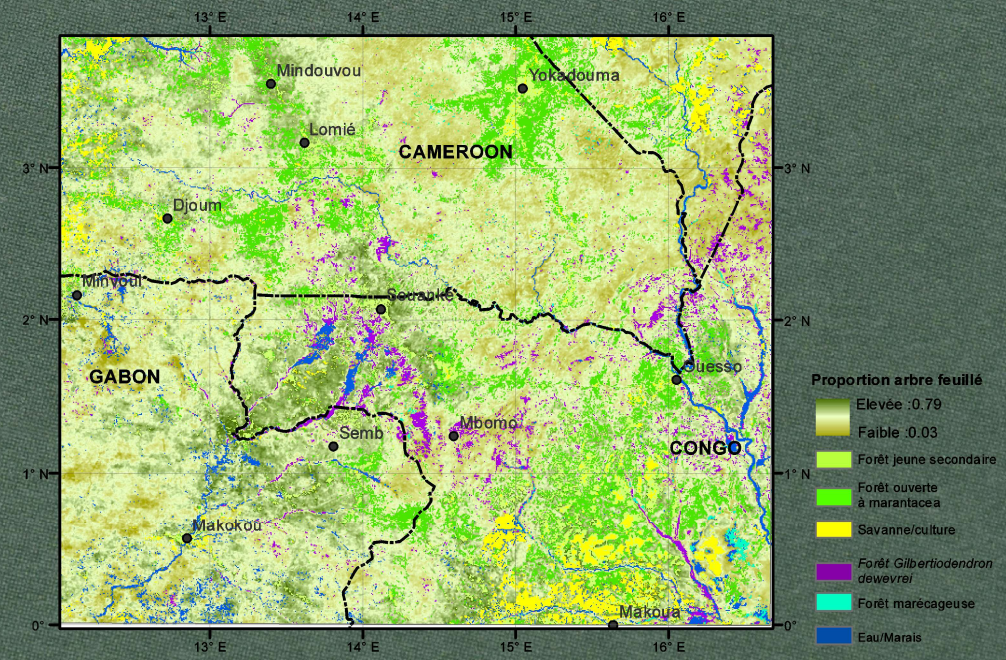 13° E
14° E
15° E
16° E
Mindouvou
Yokadouma
Lomié
CAMEROON
3° N
3° N
Djoum
Minvoul
Souanké
2° N
2° N
GABON
Ouesso
Mbomo
Semb
CONGO
1° N
1° N
Makokou
Makoua
0°
0°
13° E
14° E
15° E
16° E
Proportion arbre feuillé
Elevée :0.79
Faible :0.03
Forêt jeune secondaire
Forêt ouverte
à marantacea
Savanne/culture
Forêt Gilbertiodendron
dewevrei
Forêt marécageuse
Eau/Marais